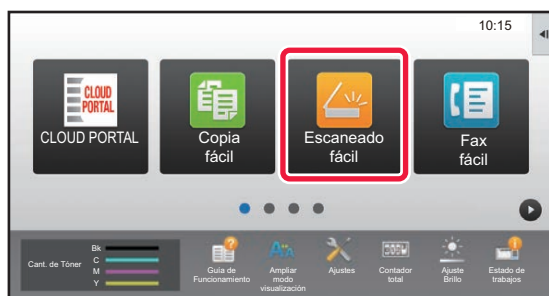 10:15
CLOUD
PORTAL
CLOUD PORTAL
Copia
fácil
Escaneado
fácil
Fax
fácil
Cant. de Tóner
Bk
C
M
Y
Guía de
Funcionamiento
Ampliar
modo
visualización
Ajustes
Contador
total
Ajuste
Brillo
Estado de
trabajos